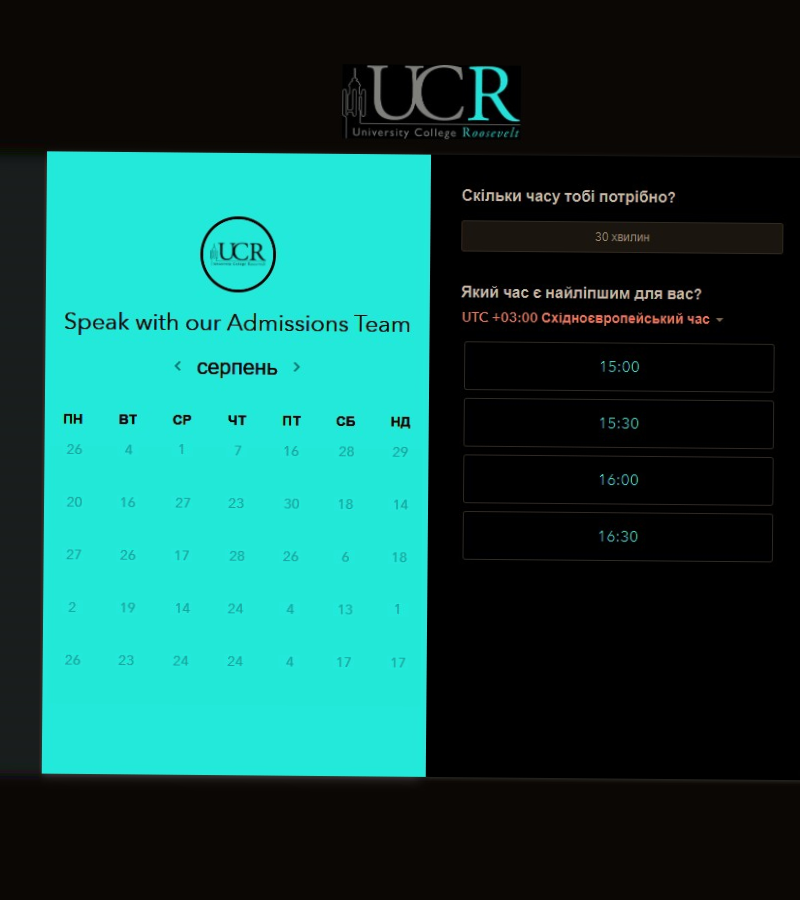 UCR
University College Roosevelt
UCR
University College Roosevelt
Speak with our Admissions Team
серпень
ПН ВТ СР ЧТ ПТ СБ НД
26 4 1 7 16 28 29
20 16 27 23 30 18 14
27 26 17 28 26 6 18
2 19 14 24 4 13 1
26 23 24 24 4 17 17
Скільки часу тобі потрібно?
30 хвилин
Який час є найліпшим для вас?
UTC +03:00 Східноєвропейський час
15:00
15:30
16:00
16:30